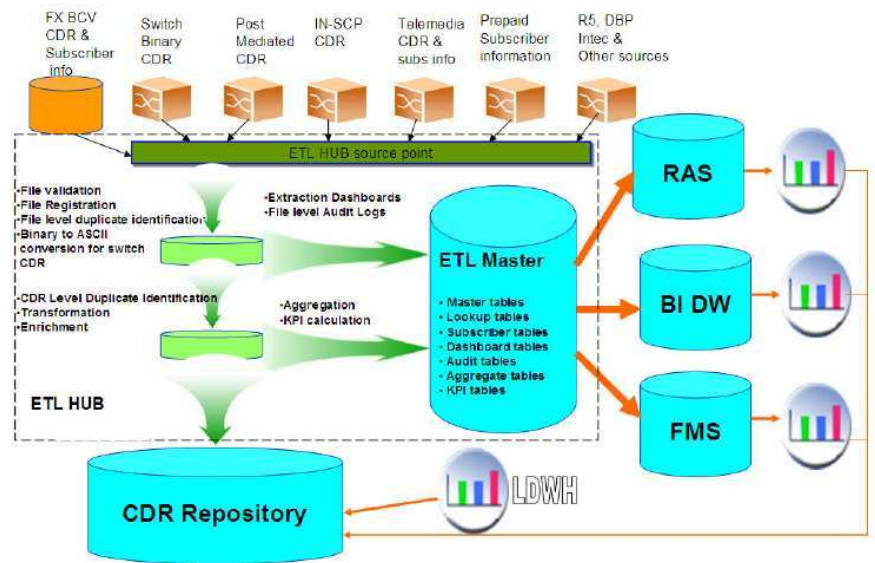 FX BCV
CDR &
Subscriber
info
Switch
Binary
CDR
Post
Mediated
CDR
IN-SCP
CDR
Telemedia
CDR &
subs info
Prepaid
Subscriber
information
R5, DBP
Intec &
Other sources
ETL HUB source point
•File validation
•File Registration
•File level duplicate identification
•Binary to ASCII
conversion for switch
CDR
•Extraction Dashboards
•File level Audit Logs
•CDR Level Duplicate Identification
•Transformation
•Enrichment
•Aggregation
•KPI calculation
ETL HUB
ETL Master
• Master tables
• Lookup tables
• Subscriber tables
• Dashboard tables
• Audit tables
• Aggregate tables
• KPI tables
RAS
BI DW
FMS
CDR Repository
LDWH